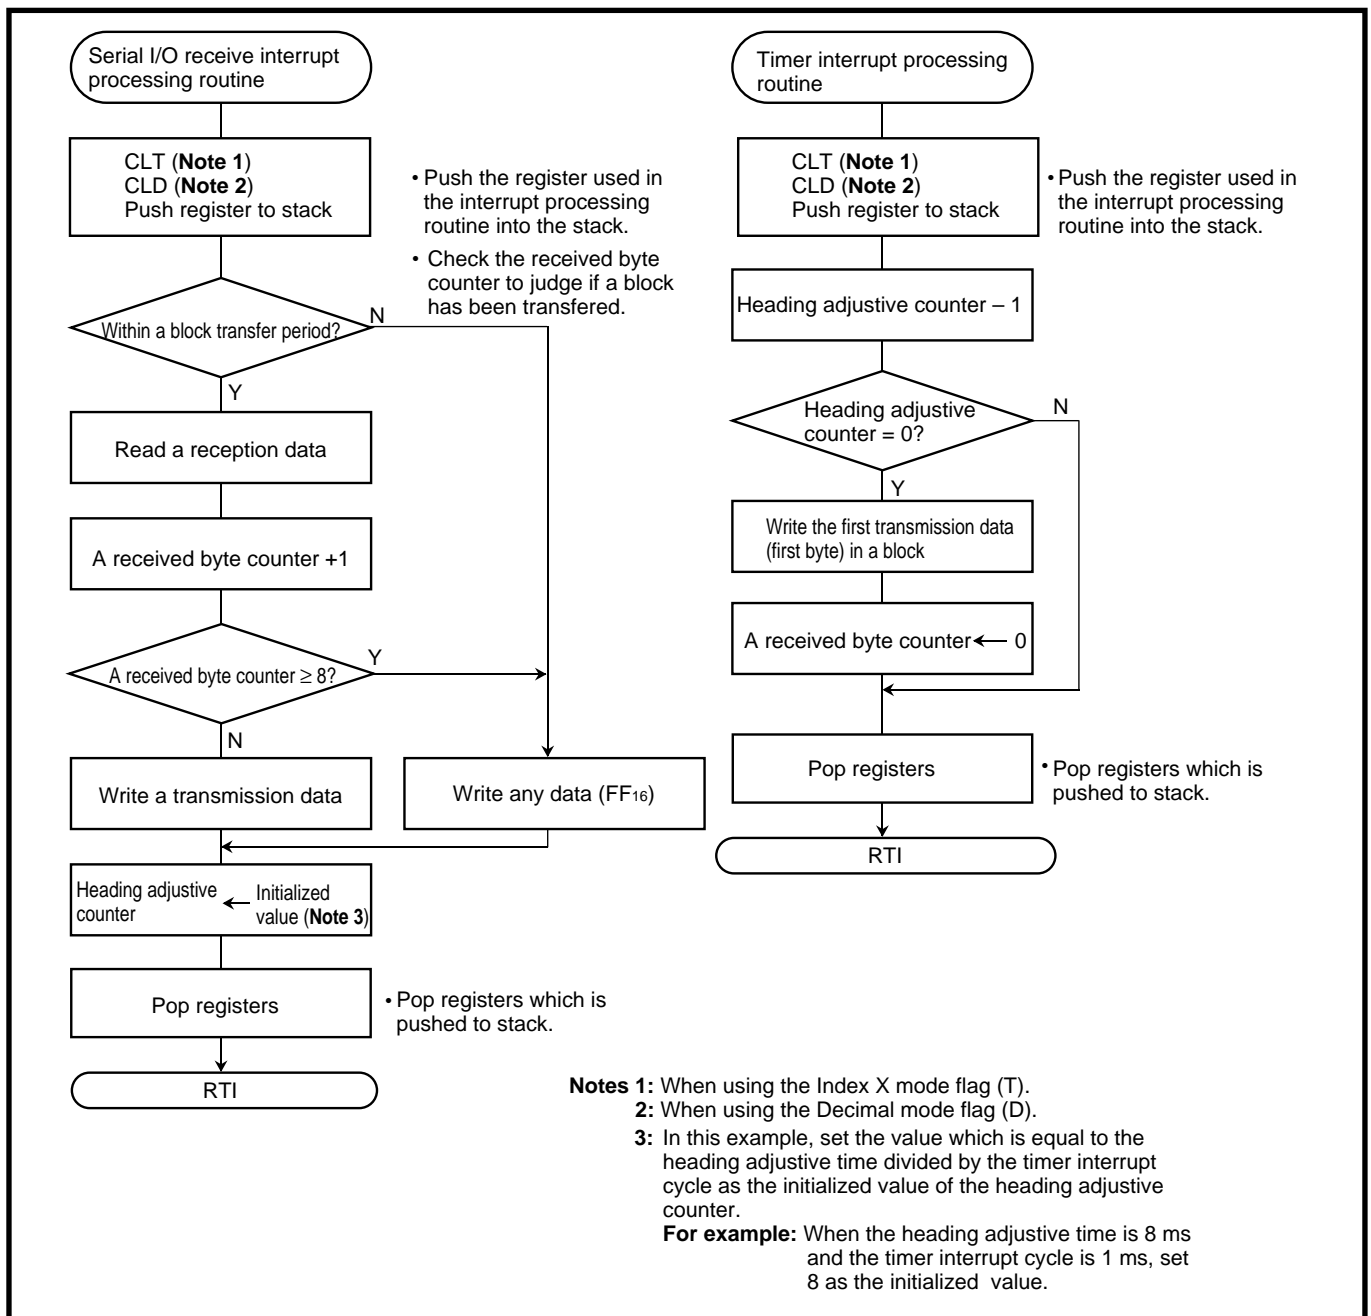 Serial I/O receive interrupt
processing routine
CLT (Note 1)
CLD (Note 2)
Push register to stack
• Push the register used in
the interrupt processing
routine into the stack.
• Check the received byte
counter to judge if a block
has been transfered.
Within a block transfer period?
N
Y
Read a reception data
A received byte counter +1
A received byte counter ≥ 8?
Y
N
Write a transmission data
Write any data (FF₁₆)
Heading adjustive
counter
← Initialized
value (Note 3)
Pop registers
• Pop registers which is
pushed to stack.
RTI
Timer interrupt processing
routine
CLT (Note 1)
CLD (Note 2)
Push register to stack
• Push the register used in
the interrupt processing
routine into the stack.
Heading adjustive counter – 1
Heading adjustive
counter = 0?
N
Y
Write the first transmission data
(first byte) in a block
A received byte counter ← 0
Pop registers
• Pop registers which is
pushed to stack.
RTI
Notes 1: When using the Index X mode flag (T).
2: When using the Decimal mode flag (D).
3: In this example, set the value which is equal to the
heading adjustive time divided by the timer interrupt
cycle as the initialized value of the heading adjustive
counter.
For example: When the heading adjustive time is 8 ms
and the timer interrupt cycle is 1 ms, set
8 as the initialized value.